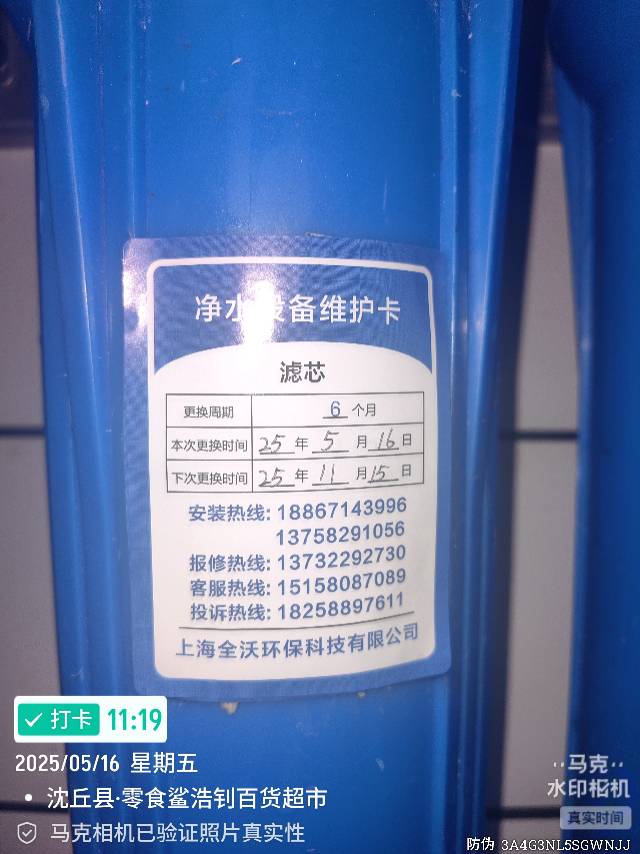 净水设备维护卡
滤芯
更换周期 6 个月
本次更换时间 25 年 5 月 16 日
下次更换时间 25 年 11 月 15 日
安装热线: 18867143996
13758291056
报修热线: 13732292730
客服热线: 15158087089
投诉热线: 18258897611
上海全沃环保科技有限公司
打卡 11:19
2025/05/16 星期五
沈丘县·零食鲨浩钊百货超市
马克相机已验证照片真实性
马克
水印相机
真实时间
防伪 3A4G3NL5SGWNJJ